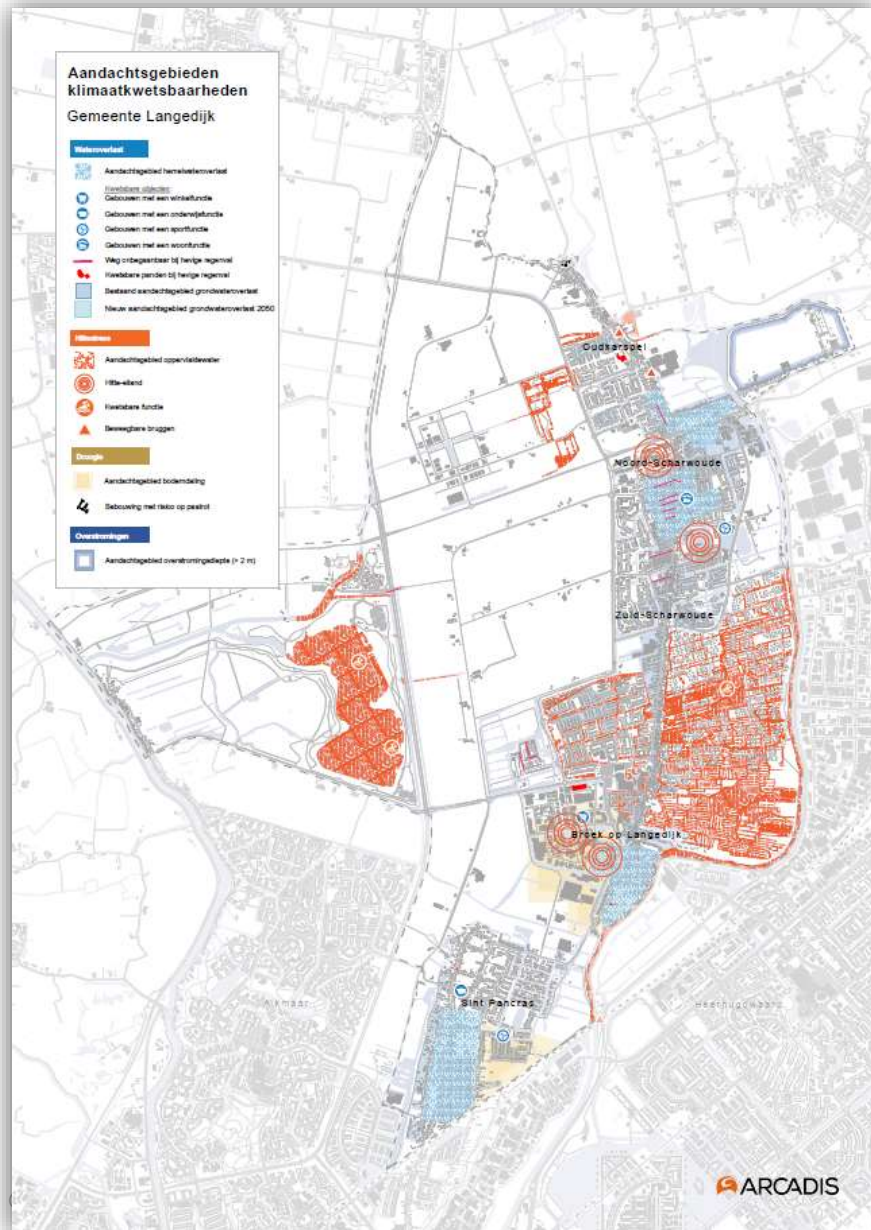 Aandachtsgebieden
klimaatkwetsbaarheden
Gemeente Langedijk
Wateroverlast
Aandachtsgebied hemelwateroverlast
Kwetsbare objecten:
Gebouwen met een winkelfunctie
Gebouwen met een onderwijsfunctie
Gebouwen met een sportfunctie
Gebouwen met een woonfunctie
Weg onbegaanbaar bij hevige regenval
Kwetsbare panden bij hevige regenval
Bestaand aandachtsgebied grondwateroverlast
Nieuw aandachtsgebied grondwateroverlast 2050
Hittestress
Aandachtsgebied oppervlaktewater
Hitte-eiland
Kwetsbare functie
Beweegbare bruggen
Droogte
Aandachtsgebied bodemdaling
Bebouwing met risico op paalrot
Overstromingen
Aandachtsgebied overstromingsdiepte (> 2 m)
Oudkarspel
Noord-Scharwoude
Zuid-Scharwoude
Broek op Langedijk
Sint Pancras
Alkmaar
Heerhugowaard
ARCADIS